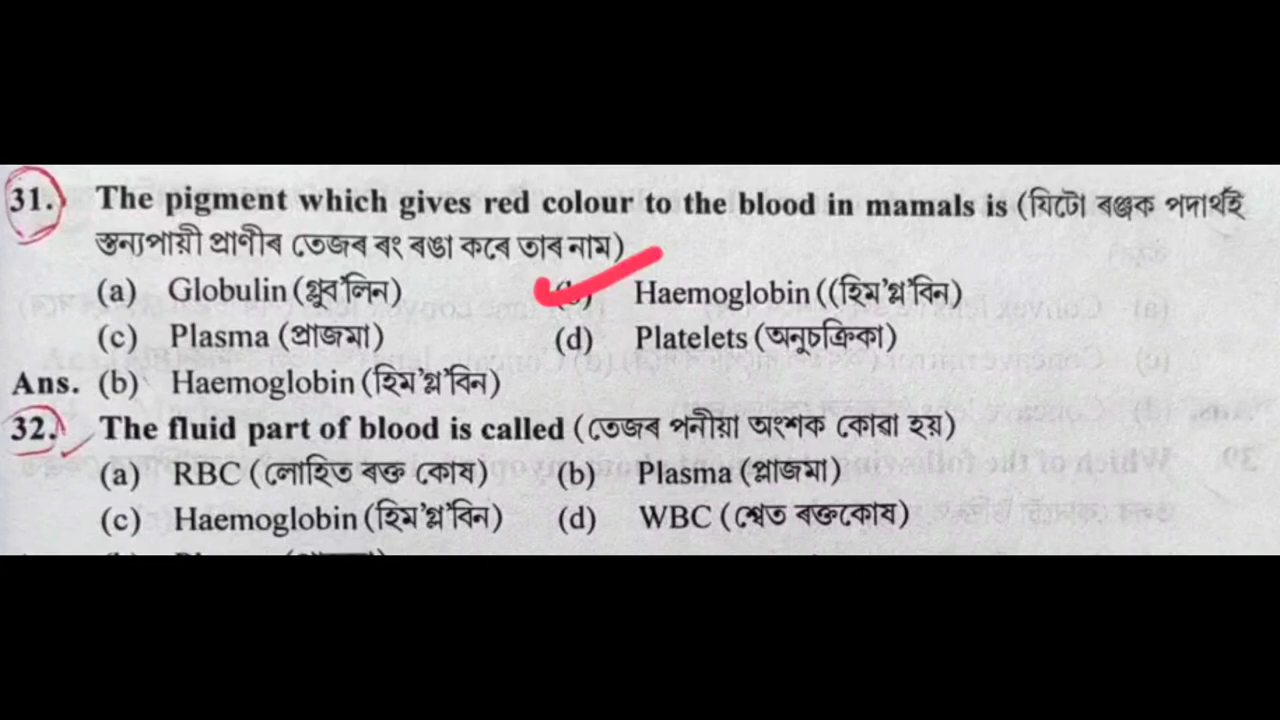 31. The pigment which gives red colour to the blood in mamals is (যিটো ৰঞ্জক পদাৰ্থই
স্তন্যপায়ী প্ৰাণীৰ তেজৰ ৰং ৰঙা কৰে তাৰ নাম)
(a) Globulin (গ্লুব'লিন) (b) Haemoglobin ((হিম'গ্ল'বিন)
(c) Plasma (প্লাজমা) (d) Platelets (অনুচক্ৰিকা)
Ans. (b) Haemoglobin (হিম'গ্ল'বিন)
32. The fluid part of blood is called (তেজৰ পনীয়া অংশক কোৱা হয়)
(a) RBC (লোহিত ৰক্ত কোষ) (b) Plasma (প্লাজমা)
(c) Haemoglobin (হিম'গ্ল'বিন) (d) WBC (শ্বেত ৰক্তকোষ)